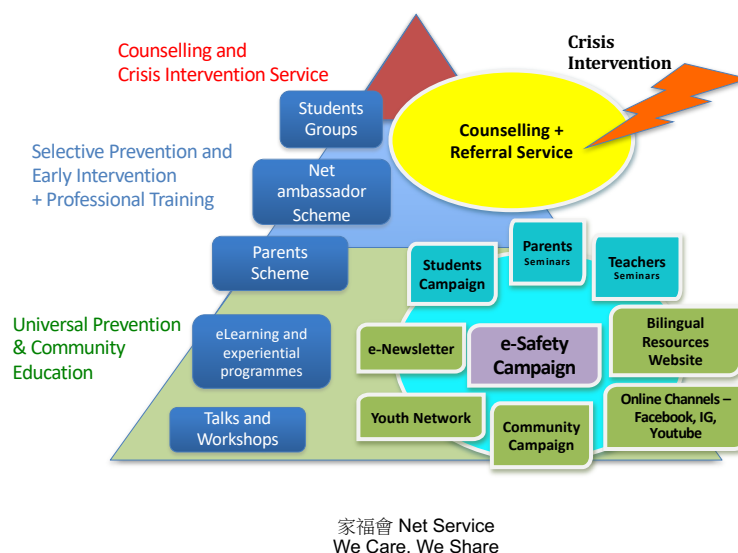 Counselling and
Crisis Intervention Service
Crisis
Intervention
Students
Groups
Counselling +
Referral Service
Selective Prevention and
Early Intervention
+ Professional Training
Net
ambassador
Scheme
Parents
Scheme
Students
Campaign
Parents
Seminars
Teachers
Seminars
Universal Prevention
& Community
Education
eLearning and
experiential
programmes
e-Newsletter
e-Safety
Campaign
Bilingual
Resources
Website
Talks and
Workshops
Youth Network
Community
Campaign
Online Channels –
Facebook, IG,
Youtube
家福會 Net Service
We Care. We Share